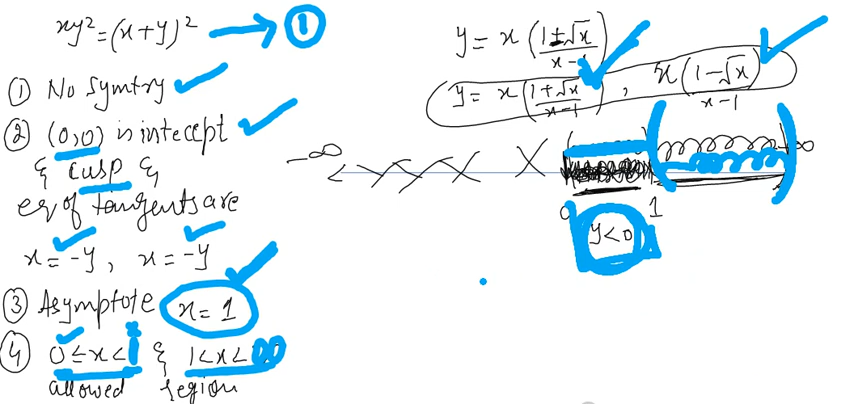 xy² = (x+y)² → ①
① No Symtry
② (0,0) is intecept
& cusp &
eq of tangents are
x = -y, x = -y
③ Asymptote x = 1
④ 0 ≤ x < 1 & 1 < x < ∞
allowed region
y = x (1±√x / x-1)
y = x (1+√x / x-1), x (1-√x) / x-1
-∞ ∞
0 1
y<0